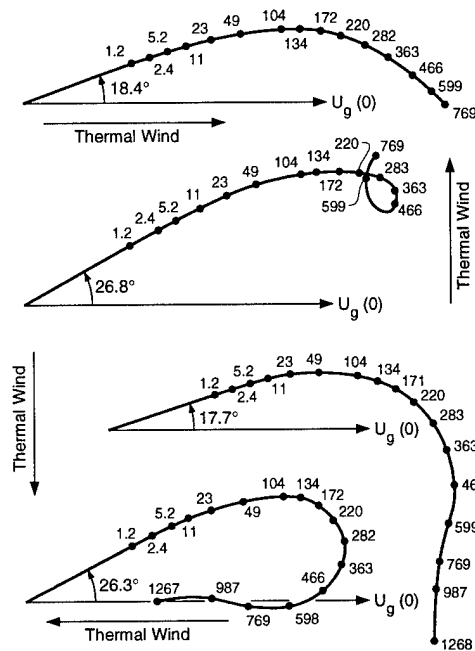 1.2 5.2 2.4 23 11 49 104 134 172 220 282 363 466 599 769
18.4° U_g (0)
Thermal Wind
1.2 2.4 5.2 11 23 49 104 134 220 172 599 769 283 363 466
26.8° U_g (0)
Thermal Wind
Thermal Wind
1.2 5.2 2.4 23 11 49 104 134 171 220 283 363 46 599 769 987 1268
17.7° U_g (0)
1.2 5.2 2.4 23 11 104 49 134 172 220 282 363 466 598 769 987 1267
26.3° U_g (0)
Thermal Wind